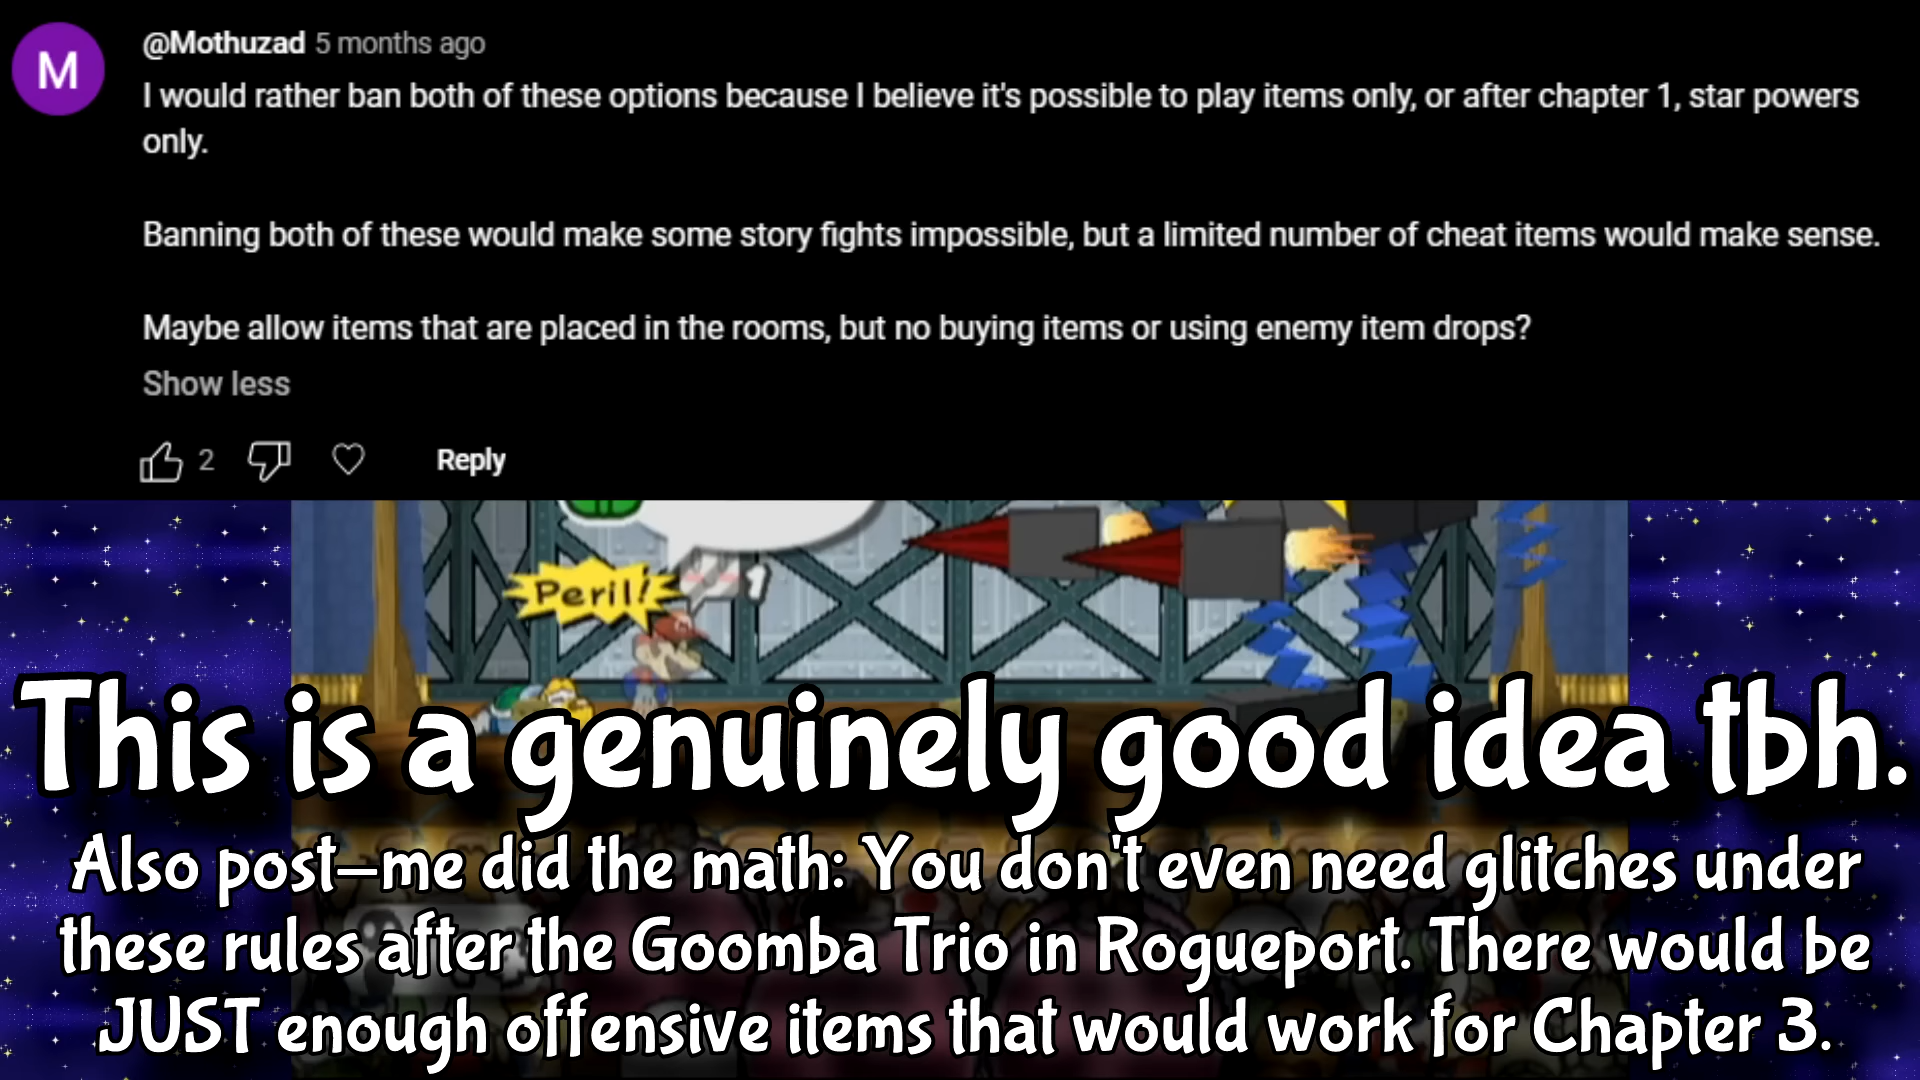 M
@Mothuzad 5 months ago
I would rather ban both of these options because I believe it's possible to play items only, or after chapter 1, star powers
only.
Banning both of these would make some story fights impossible, but a limited number of cheat items would make sense.
Maybe allow items that are placed in the rooms, but no buying items or using enemy item drops?
Show less
2
Reply
Peril!
1
This is a genuinely good idea tbh.
Also post-me did the math: You don't even need glitches under
these rules after the Goomba Trio in Rogueport. There would be
JUST enough offensive items that would work for Chapter 3.